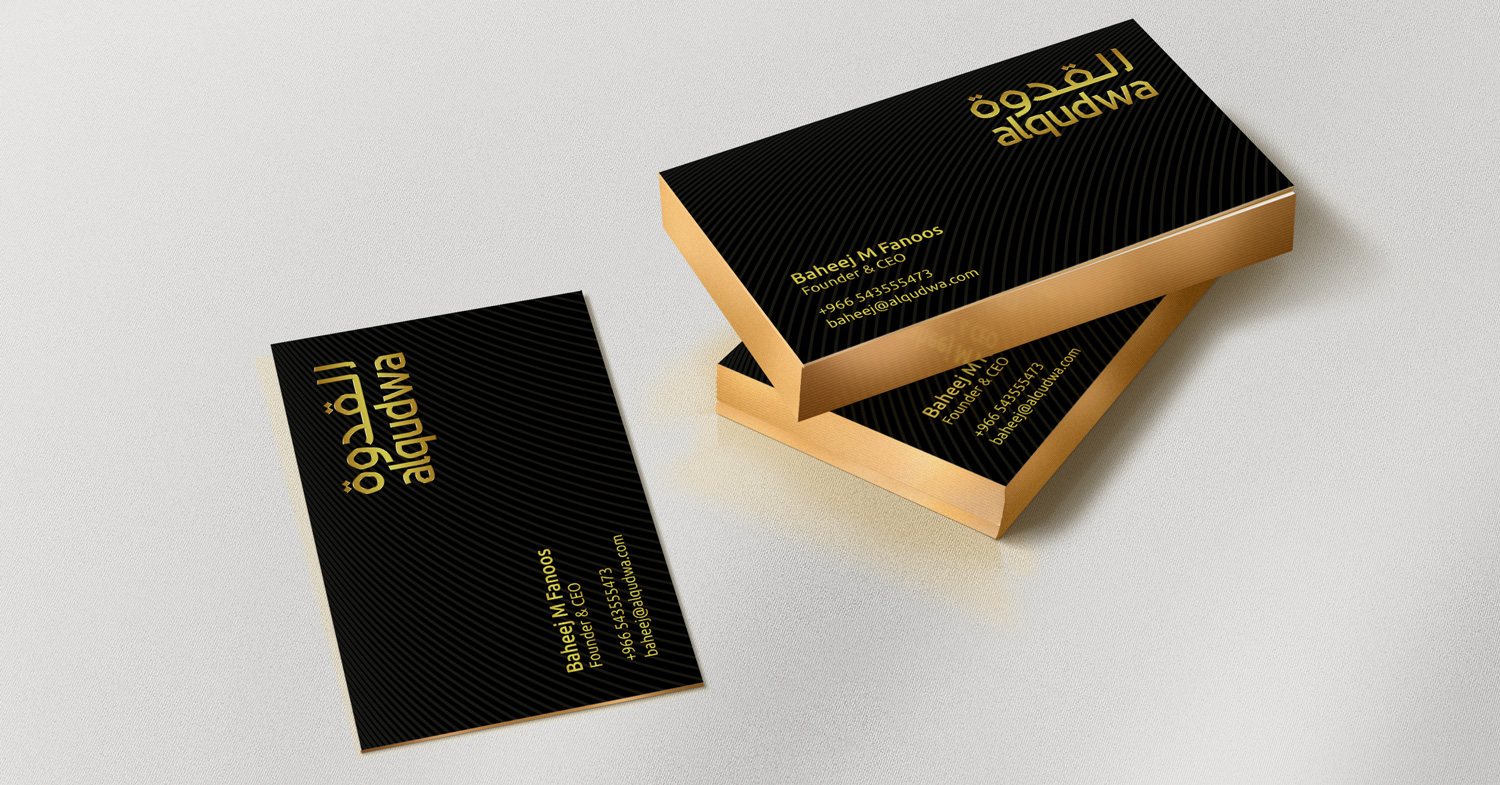 القدوة
alqudwa
Baheej M Fanoos
Founder & CEO
+966 543555473
baheej@alqudwa.com
القدوة
alqudwa
Baheej M Fanoos
Founder & CEO
+966 543555473
baheej@alqudwa.com
Baheej M
Founder & CEO
+966 543555473
baheej@alqudwa.com